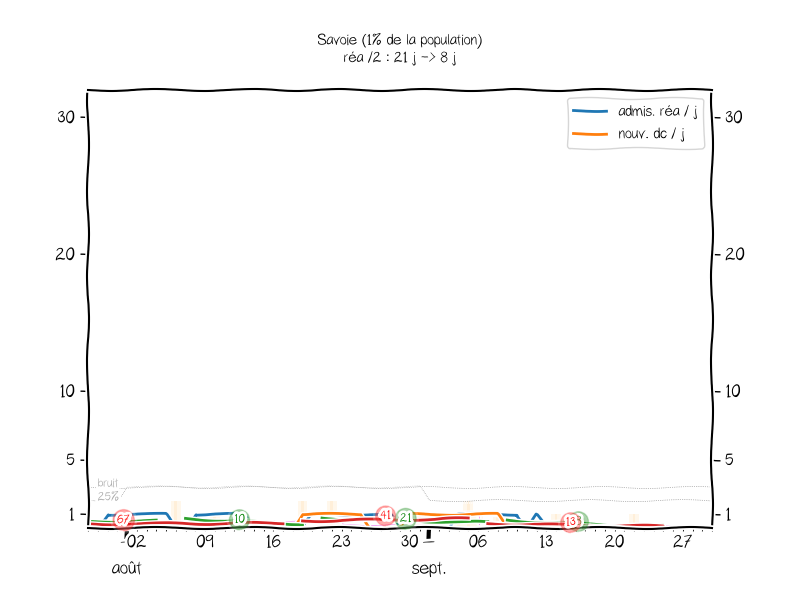 Savoie (1% de la population)
réa /2 : 21 j -> 8 j
admis. réa / j
nouv. dc / j
30 30
20 20
10 10
5 5
1 1
bruit
25%
67 10 41 21
02 09 16 23 30 06 13 20 27
août sept.